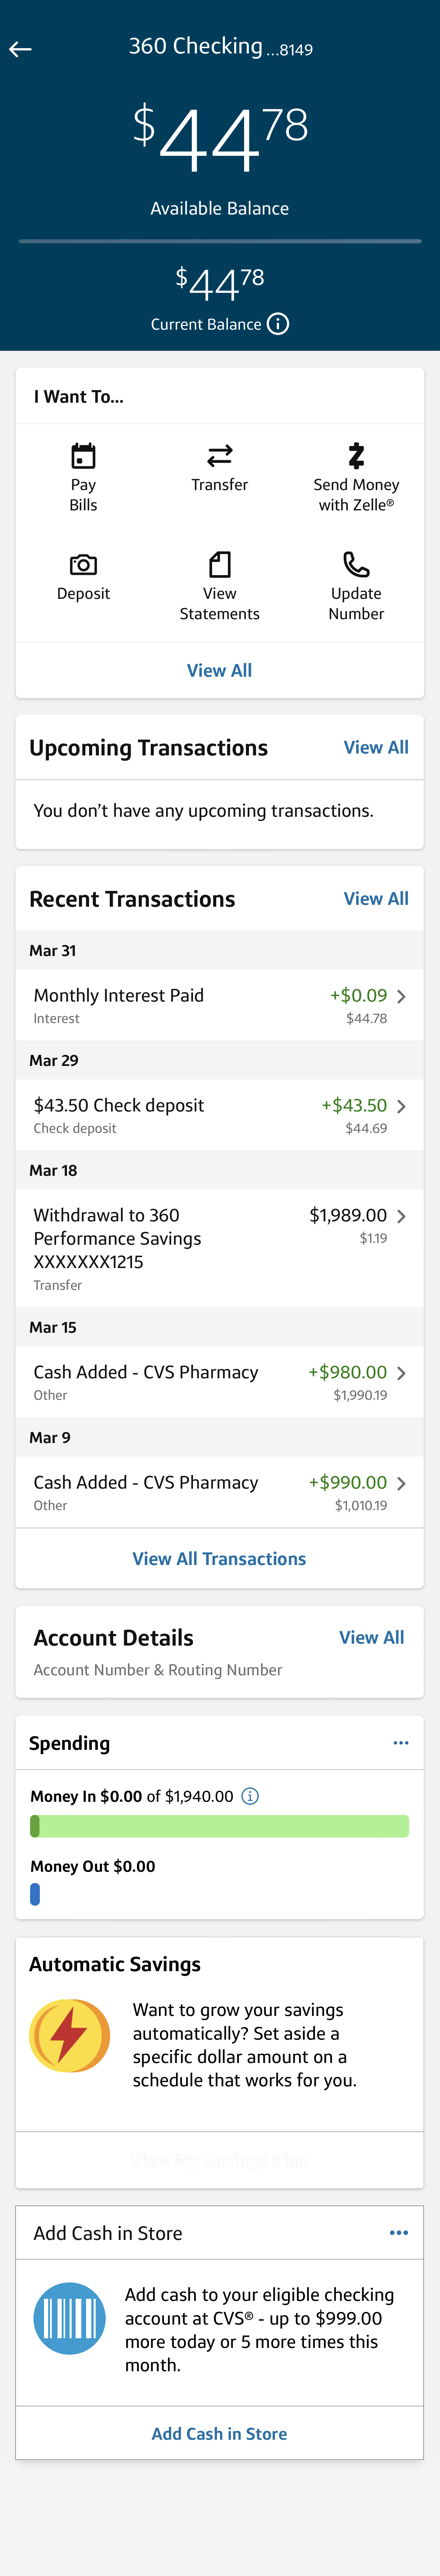 360 Checking ...8149
$44 78
Available Balance
$44 78
Current Balance
I Want To...
Pay
Bills
Transfer
Send Money
with Zelle®
Deposit
View
Statements
Update
Number
View All
Upcoming Transactions
View All
You don’t have any upcoming transactions.
Recent Transactions
View All
Mar 31
Monthly Interest Paid
+$0.09
Interest
$44.78
Mar 29
$43.50 Check deposit
+$43.50
Check deposit
$44.69
Mar 18
Withdrawal to 360
Performance Savings
XXXXXXX1215
$1,989.00
$1.19
Transfer
Mar 15
Cash Added - CVS Pharmacy
+$980.00
Other
$1,990.19
Mar 9
Cash Added - CVS Pharmacy
+$990.00
Other
$1,010.19
View All Transactions
Account Details
View All
Account Number & Routing Number
Spending
Money In $0.00 of $1,940.00
Money Out $0.00
Automatic Savings
Want to grow your savings
automatically? Set aside a
specific dollar amount on a
schedule that works for you.
View My Savings Plan
Add Cash in Store
Add cash to your eligible checking
account at CVS® - up to $999.00
more today or 5 more times this
month.
Add Cash in Store